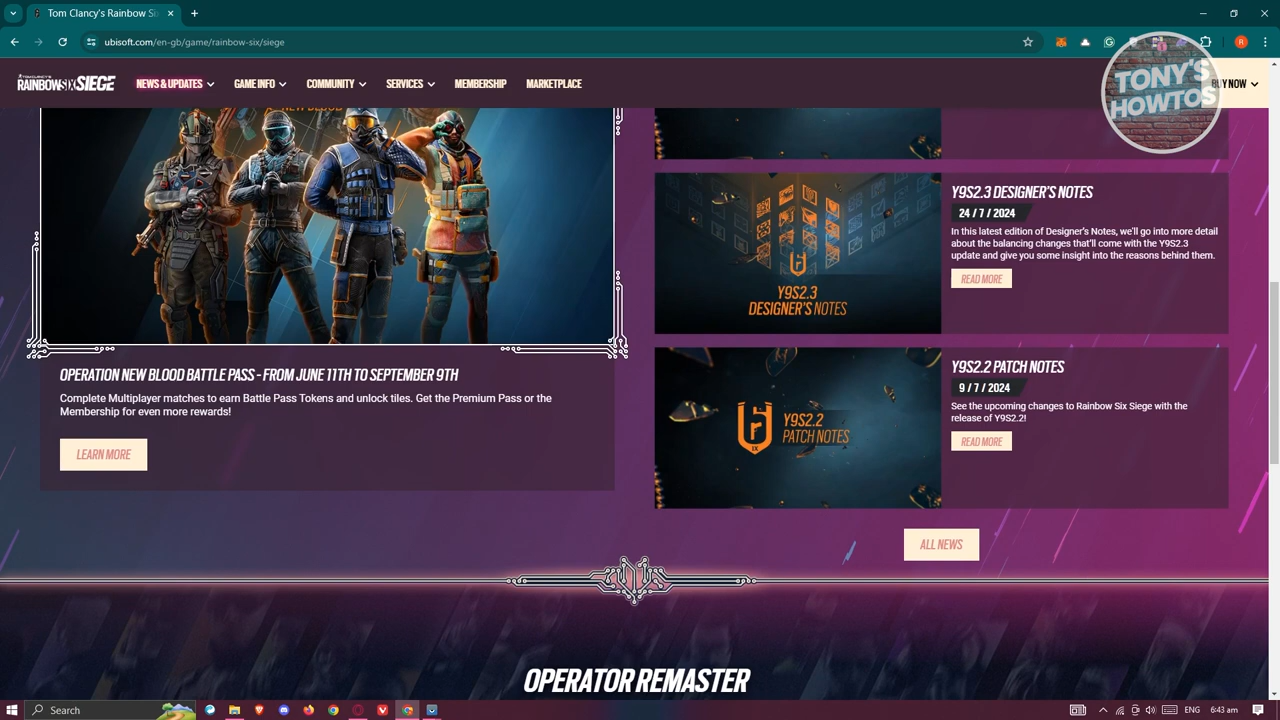 Tom Clancy's Rainbow Si
ubisoft.com/en-gb/game/rainbow-six/siege
R
TOM CLANCY'S
RAINBOWSIX SIEGE
NEWS & UPDATES
GAME INFO
COMMUNITY
SERVICES
MEMBERSHIP
MARKETPLACE
BUY NOW
TONY'S
HOWTOS
NEW BLOOD
OPERATION NEW BLOOD BATTLE PASS - FROM JUNE 11TH TO SEPTEMBER 9TH
Complete Multiplayer matches to earn Battle Pass Tokens and unlock tiles. Get the Premium Pass or the
Membership for even more rewards!
LEARN MORE
Y9S2.3
DESIGNER'S NOTES
Y9S2.3 DESIGNER'S NOTES
24 / 7 / 2024
In this latest edition of Designer's Notes, we'll go into more detail
about the balancing changes that'll come with the Y9S2.3
update and give you some insight into the reasons behind them.
READ MORE
Y9S2.2
PATCH NOTES
Y9S2.2 PATCH NOTES
9 / 7 / 2024
See the upcoming changes to Rainbow Six Siege with the
release of Y9S2.2!
READ MORE
ALL NEWS
OPERATOR REMASTER
Search
ENG
6:43 am